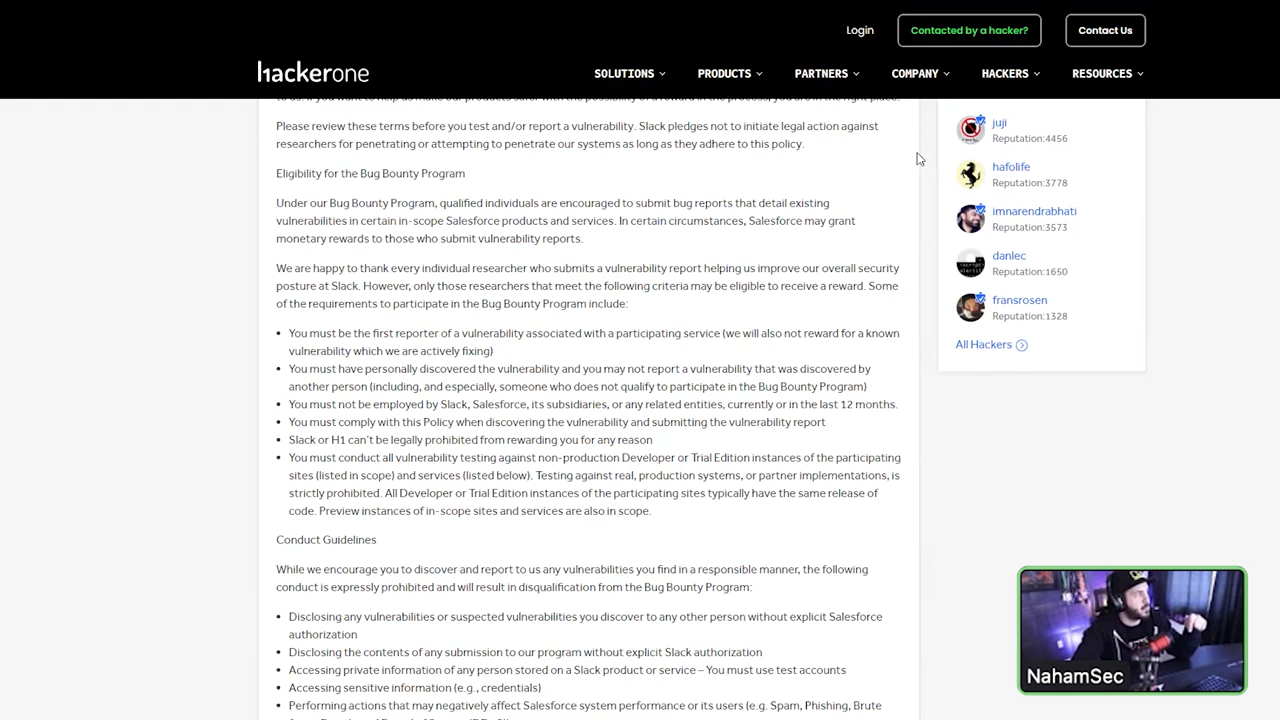 Login
Contacted by a hacker?
Contact Us
hackerone
SOLUTIONS
PRODUCTS
PARTNERS
COMPANY
HACKERS
RESOURCES
to us. If you want to help us make our products safer with the possibility of a reward in the process, you are in the right place.
Please review these terms before you test and/or report a vulnerability. Slack pledges not to initiate legal action against
researchers for penetrating or attempting to penetrate our systems as long as they adhere to this policy.
Eligibility for the Bug Bounty Program
Under our Bug Bounty Program, qualified individuals are encouraged to submit bug reports that detail existing
vulnerabilities in certain in-scope Salesforce products and services. In certain circumstances, Salesforce may grant
monetary rewards to those who submit vulnerability reports.
We are happy to thank every individual researcher who submits a vulnerability report helping us improve our overall security
posture at Slack. However, only those researchers that meet the following criteria may be eligible to receive a reward. Some
of the requirements to participate in the Bug Bounty Program include:
• You must be the first reporter of a vulnerability associated with a participating service (we will also not reward for a known
vulnerability which we are actively fixing)
• You must have personally discovered the vulnerability and you may not report a vulnerability that was discovered by
another person (including, and especially, someone who does not qualify to participate in the Bug Bounty Program)
• You must not be employed by Slack, Salesforce, its subsidiaries, or any related entities, currently or in the last 12 months.
• You must comply with this Policy when discovering the vulnerability and submitting the vulnerability report
• Slack or H1 can't be legally prohibited from rewarding you for any reason
• You must conduct all vulnerability testing against non-production Developer or Trial Edition instances of the participating
sites (listed in scope) and services (listed below). Testing against real, production systems, or partner implementations, is
strictly prohibited. All Developer or Trial Edition instances of the participating sites typically have the same release of
code. Preview instances of in-scope sites and services are also in scope.
Conduct Guidelines
While we encourage you to discover and report to us any vulnerabilities you find in a responsible manner, the following
conduct is expressly prohibited and will result in disqualification from the Bug Bounty Program:
• Disclosing any vulnerabilities or suspected vulnerabilities you discover to any other person without explicit Salesforce
authorization
• Disclosing the contents of any submission to our program without explicit Slack authorization
• Accessing private information of any person stored on a Slack product or service – You must use test accounts
• Accessing sensitive information (e.g., credentials)
• Performing actions that may negatively affect Salesforce system performance or its users (e.g. Spam, Phishing, Brute
juji
Reputation:4456
hafolife
Reputation:3778
imnarendrabhati
Reputation:3573
danlec
Reputation:1650
fransrosen
Reputation:1328
All Hackers
NahamSec